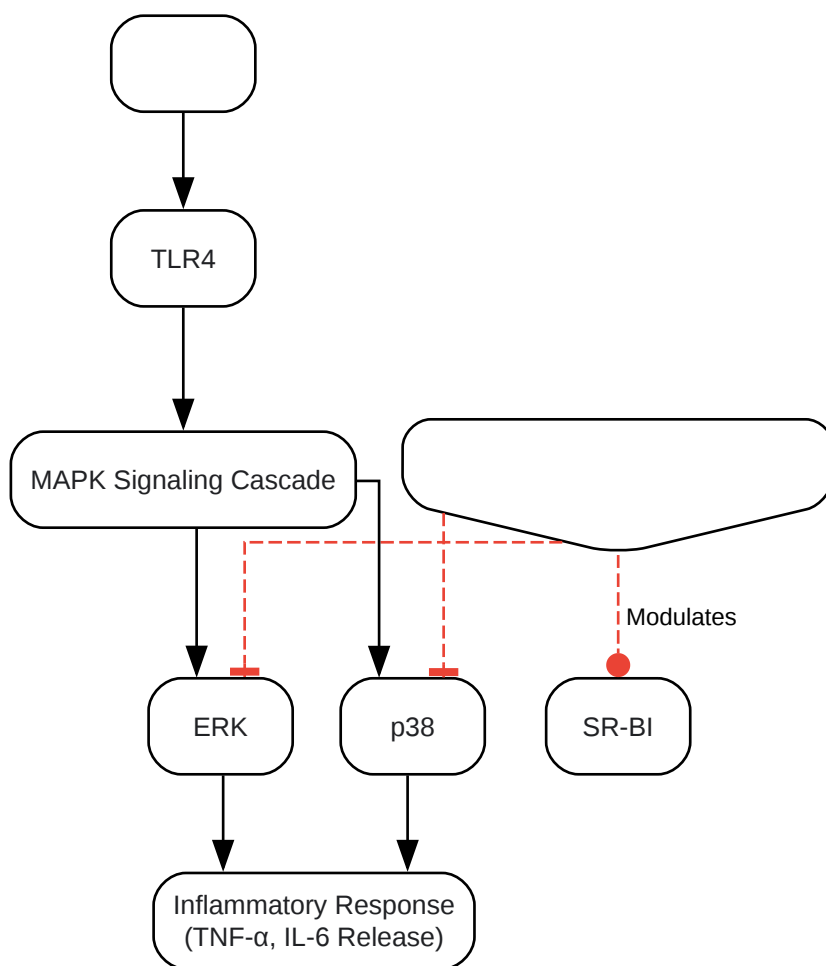 TLR4
MAPK Signaling Cascade
Modulates
ERK
p38
SR-BI
Inflammatory Response
(TNF-α, IL-6 Release)